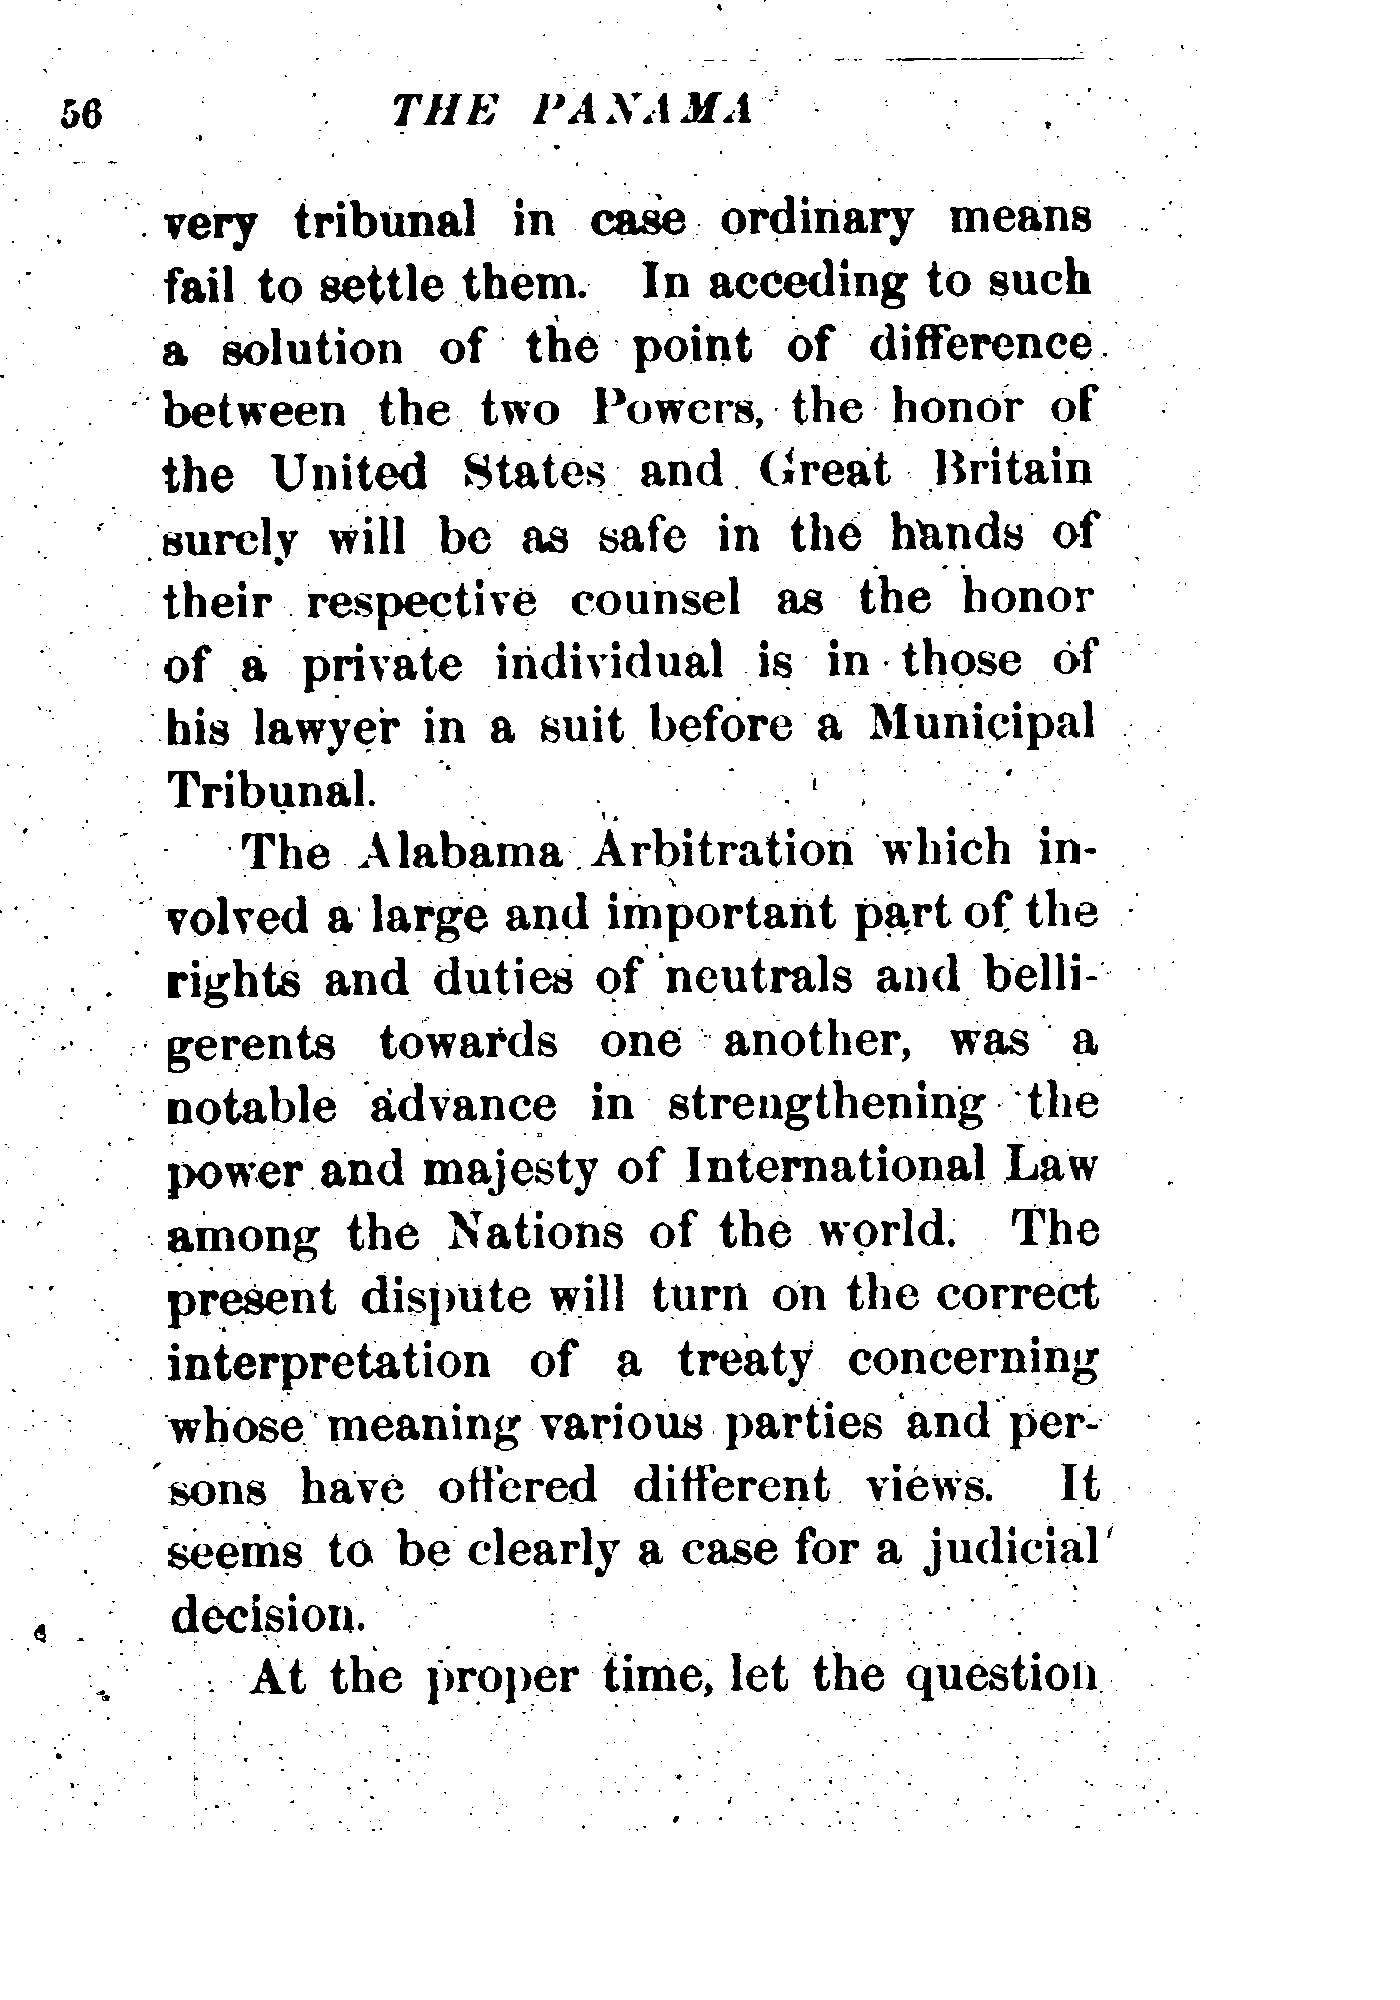 56 THE PANAMA
very tribunal in case ordinary means
fail to settle them. In acceding to such
a solution of the point of difference
between the two Powers, the honor of
the United States and Great Britain
surely will be as safe in the hands of
their respective counsel as the honor
of a private individual is in those of
his lawyer in a suit before a Municipal
Tribunal.
The Alabama Arbitration which in-
volved a large and important part of the
rights and duties of neutrals and belli-
gerents towards one another, was a
notable advance in strengthening the
power and majesty of International Law
among the Nations of the world. The
present dispute will turn on the correct
interpretation of a treaty concerning
whose meaning various parties and per-
sons have offered different views. It
seems to be clearly a case for a judicial
decision.
At the proper time, let the question